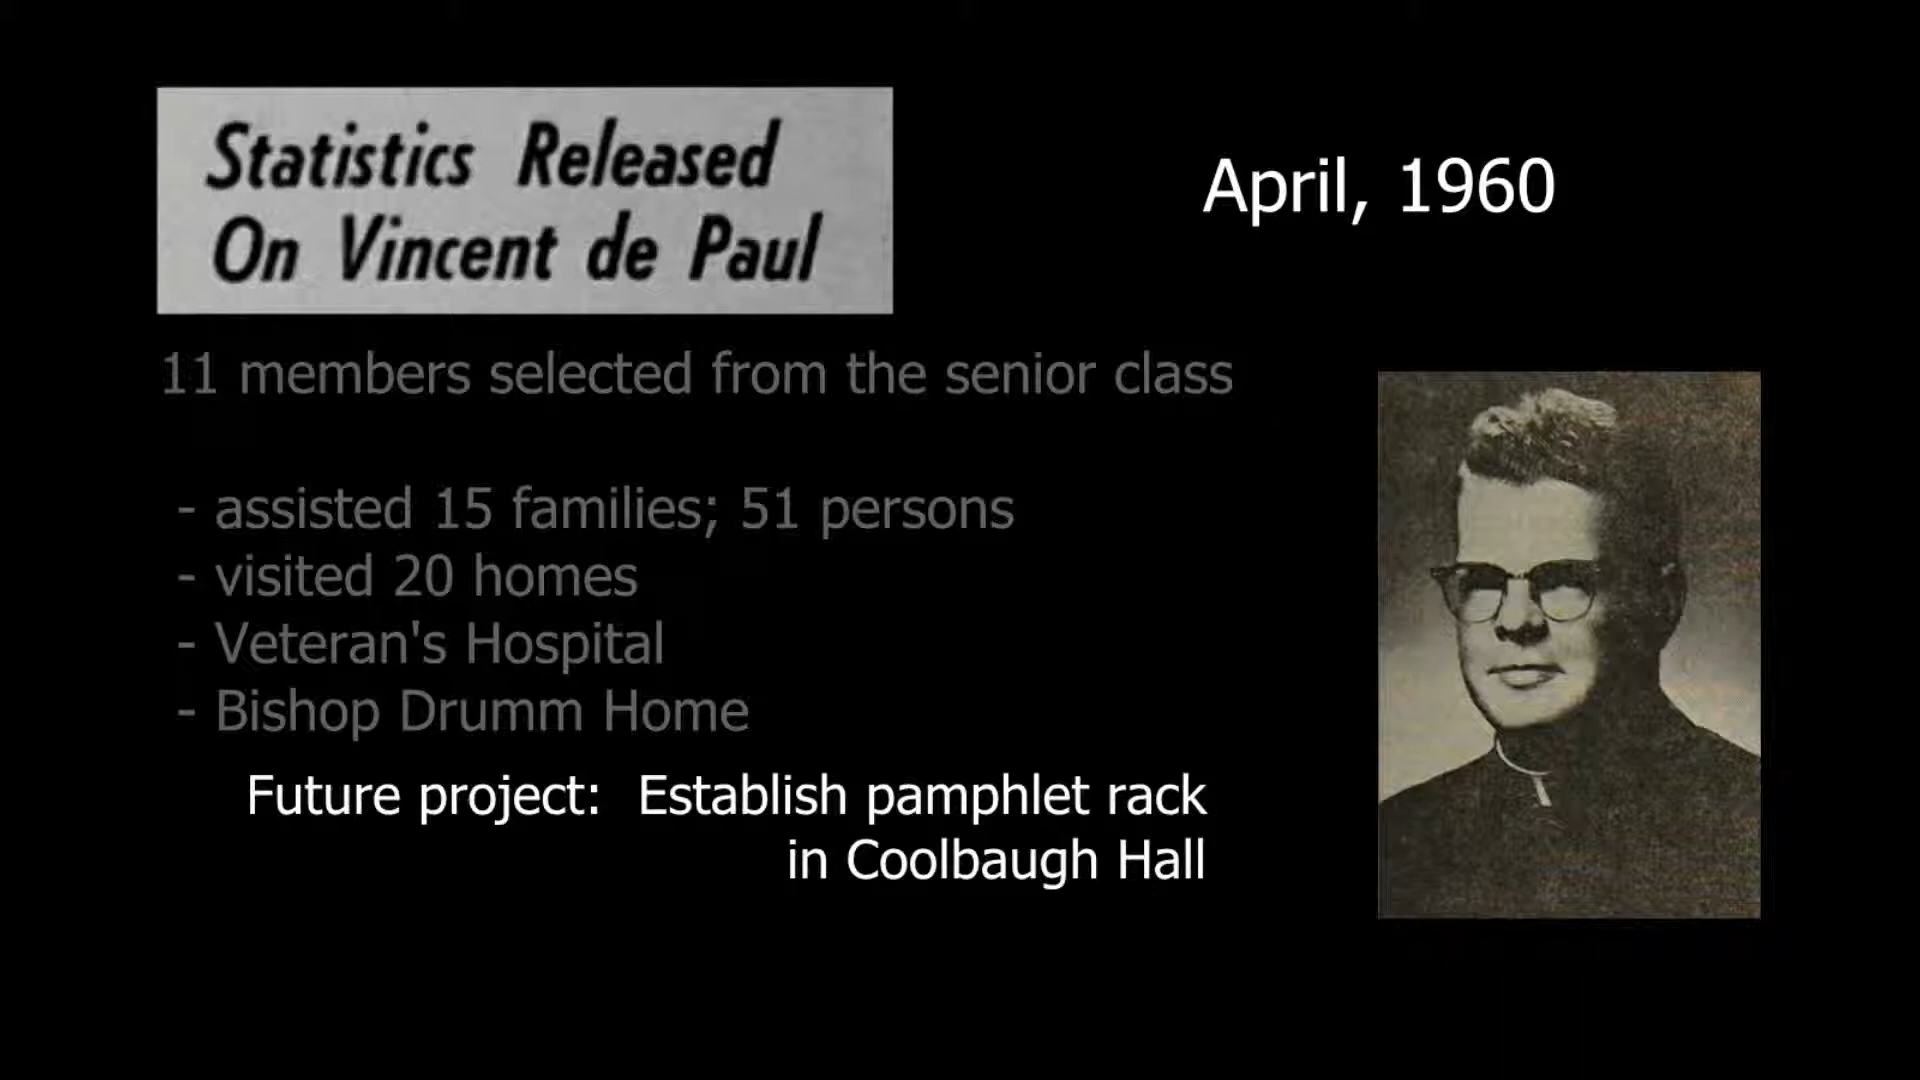 Statistics Released
On Vincent de Paul
April, 1960
11 members selected from the senior class
- assisted 15 families; 51 persons
- visited 20 homes
- Veteran's Hospital
- Bishop Drumm Home
Future project: Establish pamphlet rack
in Coolbaugh Hall